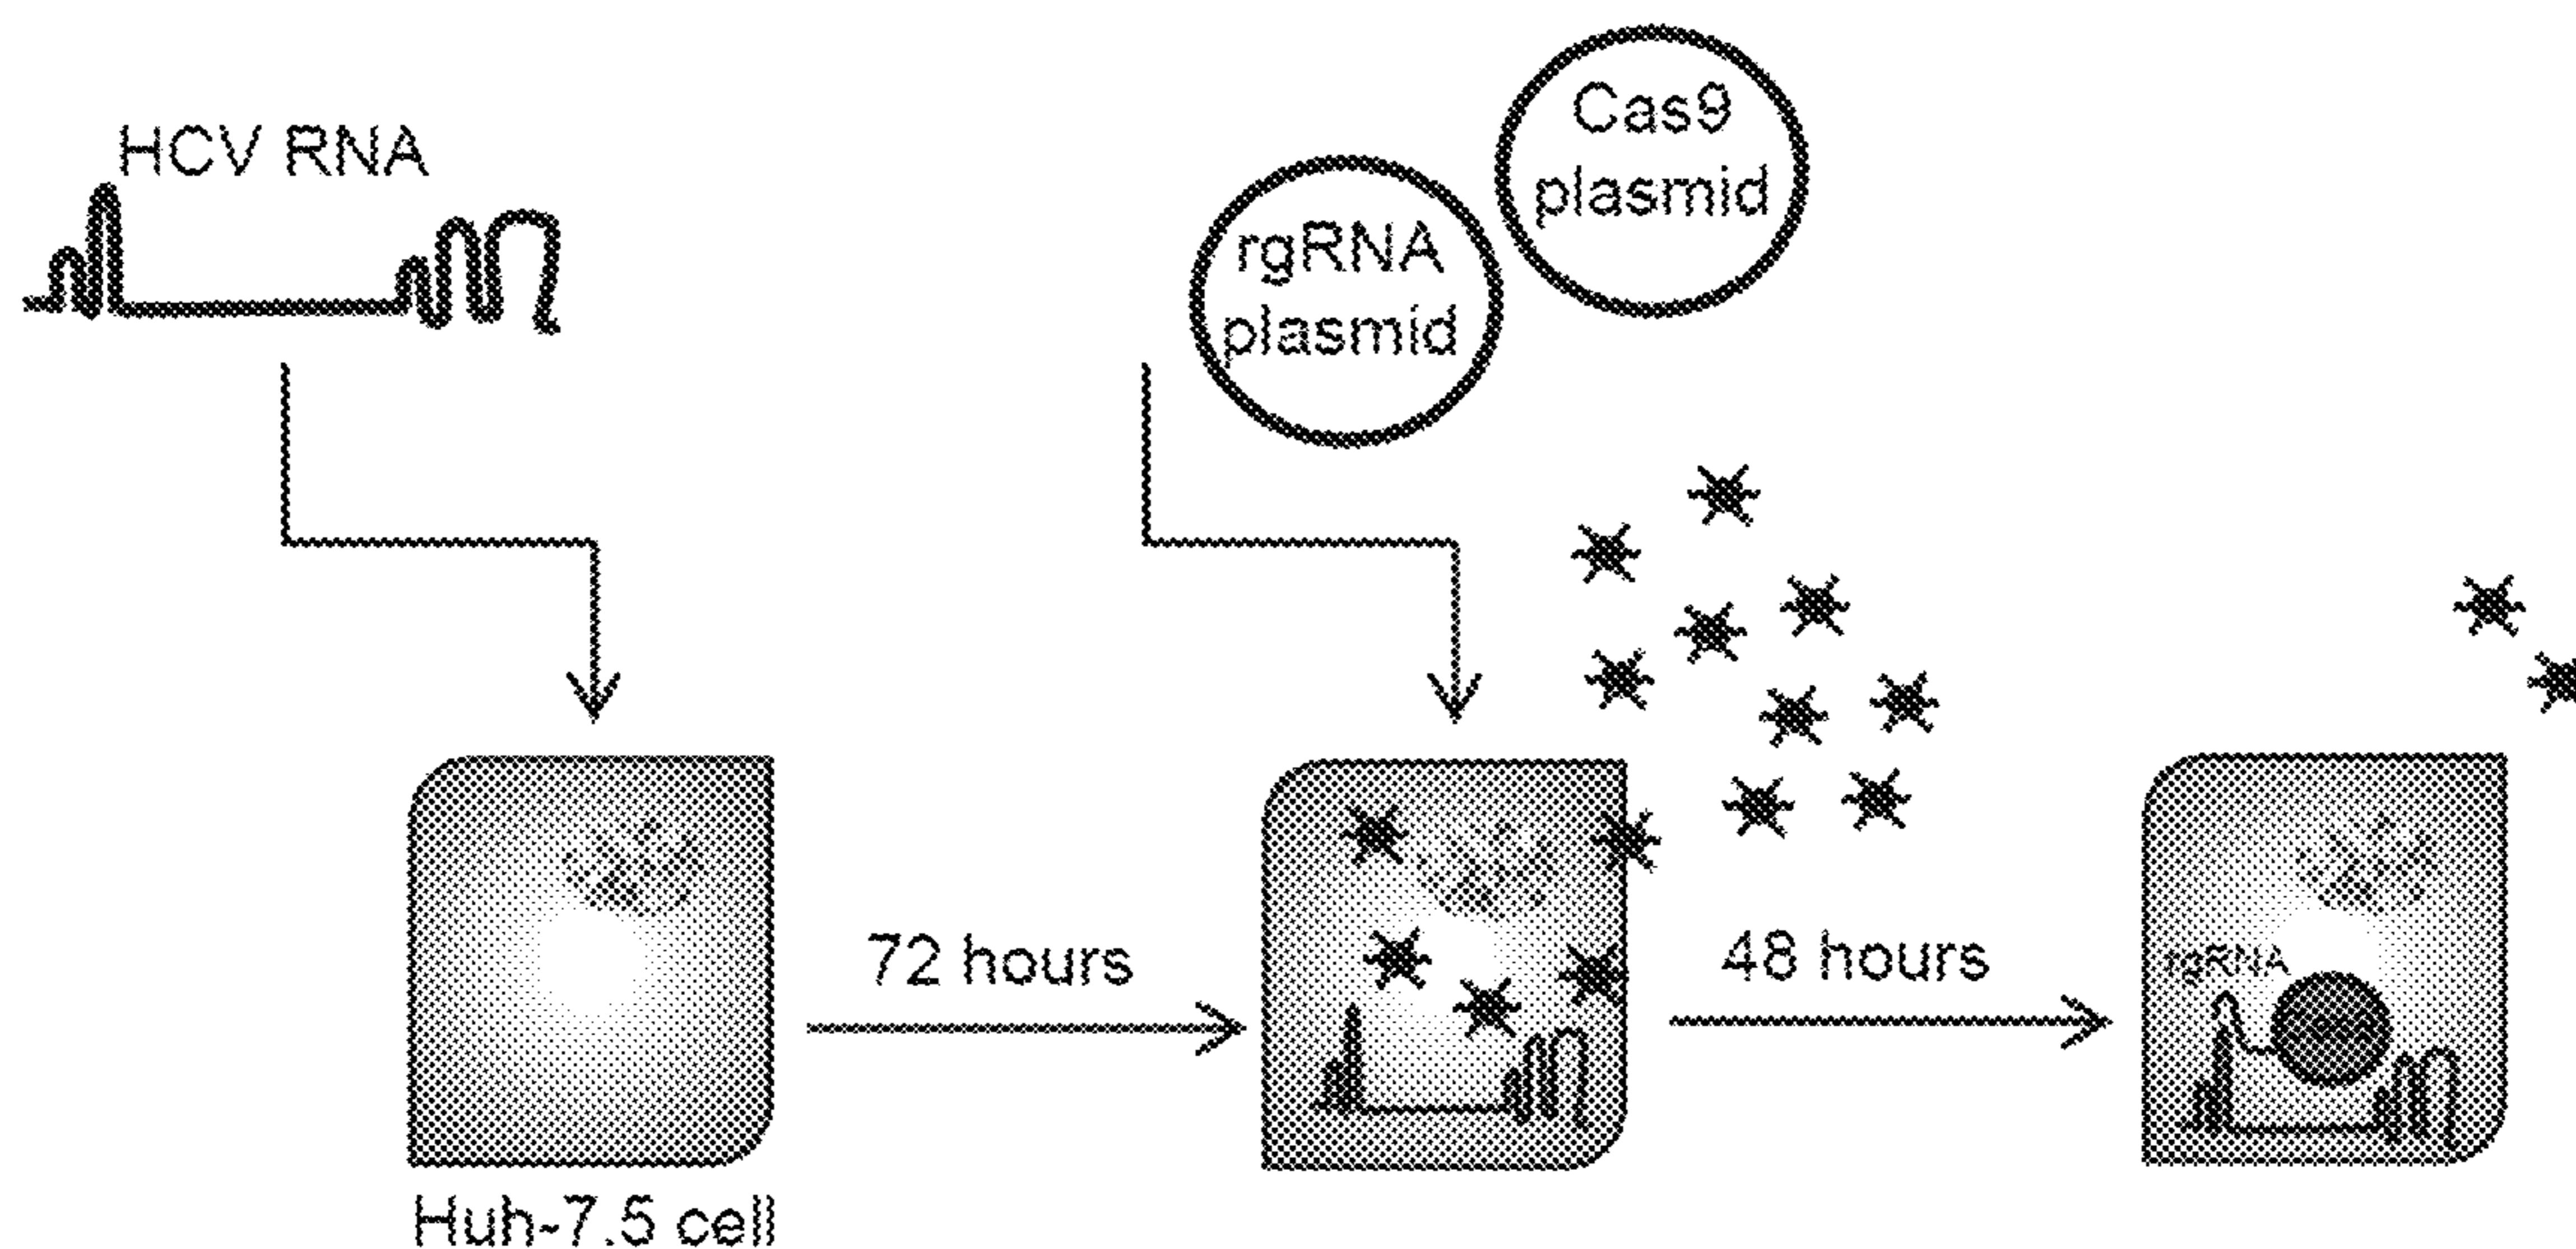 HCV RNA
Cas9
plasmid
rgRNA
plasmid
72 hours
48 hours
rgRNA
Huh-7.5 cell